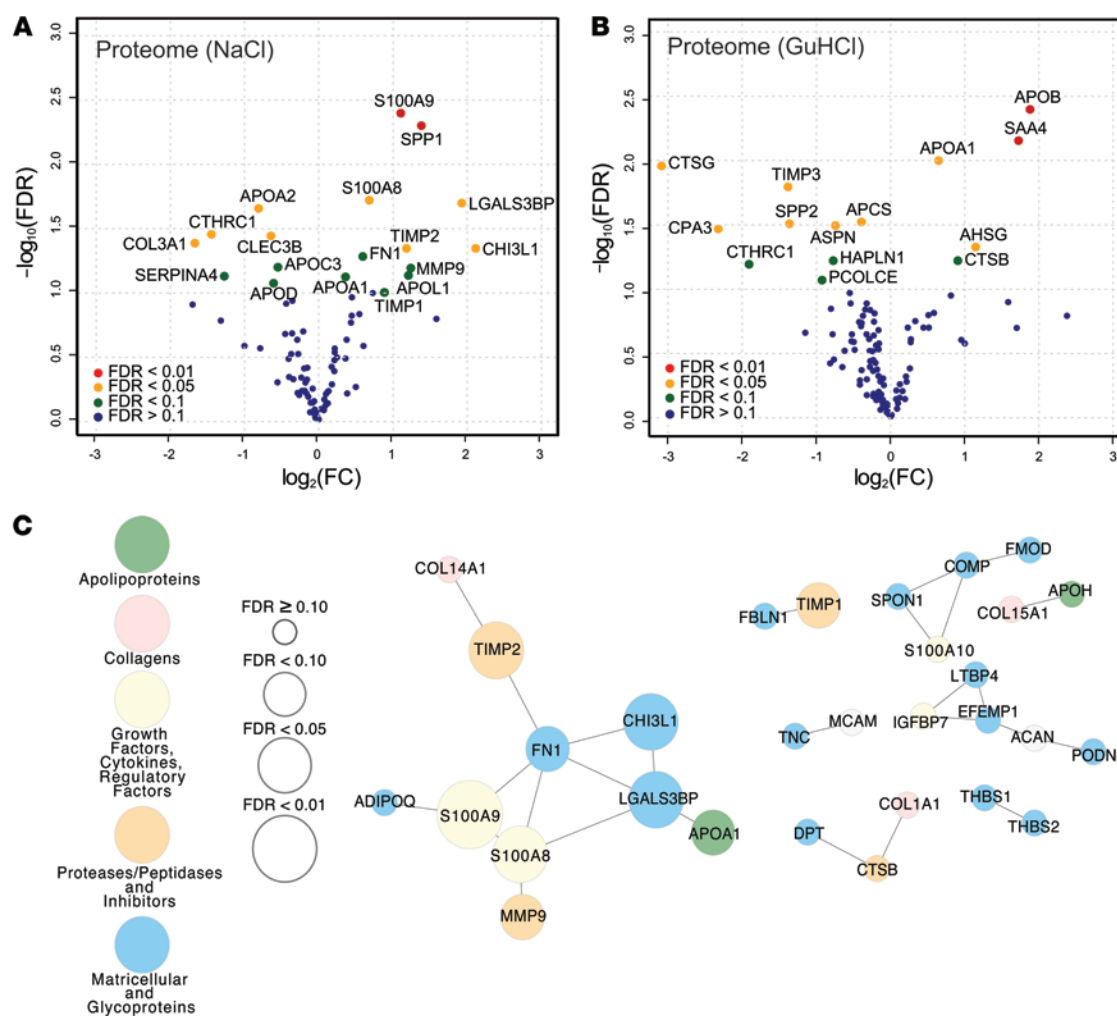 A
Proteome (NaCl)
3.0
2.5
2.0
1.5
1.0
0.5
0.0
−log₁₀(FDR)
S100A9
SPP1
S100A8
LGALS3BP
APOA2
CTHRC1
COL3A1
CLEC3B
TIMP2
FN1
CHI3L1
SERPINA4
APOC3
MMP9
APOD
APOA1
APOL1
TIMP1
FDR < 0.01
FDR < 0.05
FDR < 0.1
FDR > 0.1
-3 -2 -1 0 1 2 3
log₂(FC)
B
Proteome (GuHCl)
3.0
2.5
2.0
1.5
1.0
0.5
0.0
−log₁₀(FDR)
APOB
SAA4
APOA1
CTSG
TIMP3
SPP2
APCS
CPA3
ASPN
AHSG
CTHRC1
HAPLN1
CTSB
PCOLCE
FDR < 0.01
FDR < 0.05
FDR < 0.1
FDR > 0.1
-3 -2 -1 0 1 2 3
log₂(FC)
C
Apolipoproteins
Collagens
Growth
Factors,
Cytokines,
Regulatory
Factors
Proteases/Peptidases
and
Inhibitors
Matricellular
and
Glycoproteins
FDR ≥ 0.10
FDR < 0.10
FDR < 0.05
FDR < 0.01
COL14A1
TIMP2
CHI3L1
FN1
ADIPOQ
LGALS3BP
S100A9
APOA1
S100A8
MMP9
FMOD
COMP
TIMP1
SPON1
APOH
FBLN1
COL15A1
S100A10
LTBP4
MCAM
IGFBP7
EFEMP1
TNC
ACAN
PODN
COL1A1
THBS1
DPT
THBS2
CTSB